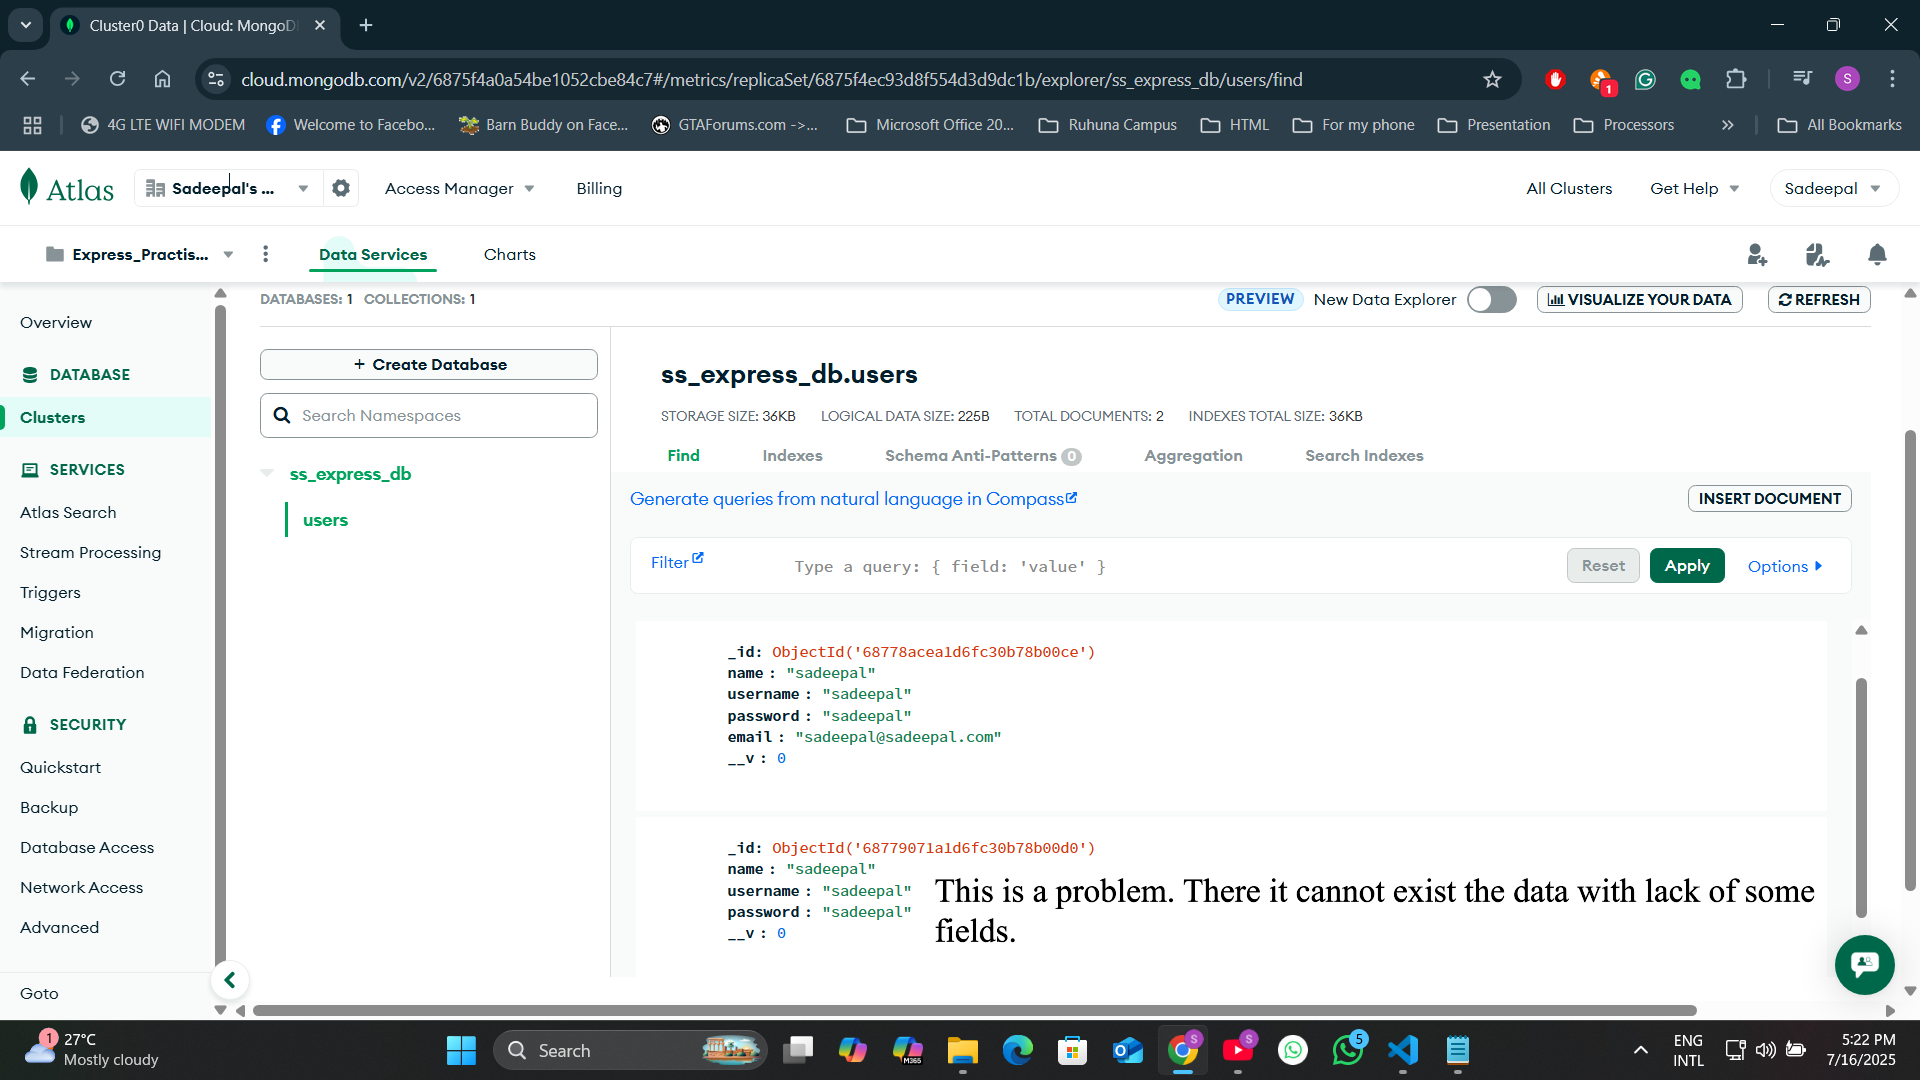 Cluster0 Data | Cloud: MongoD
cloud.mongodb.com/v2/6875f4a0a54be1052cbe84c7#/metrics/replicaSet/6875f4ec93d8f554d3d9dc1b/explorer/ss_express_db/users/find
1
S
4G LTE WIFI MODEM
Welcome to Facebo...
Barn Buddy on Face...
GTAForums.com ->...
Microsoft Office 20...
Ruhuna Campus
HTML
For my phone
Presentation
Processors
All Bookmarks
Atlas
Sadeepal's ...
Access Manager
Billing
All Clusters
Get Help
Sadeepal
Express_Practis...
Data Services
Charts
Overview
DATABASE
Clusters
SERVICES
Atlas Search
Stream Processing
Triggers
Migration
Data Federation
SECURITY
Quickstart
Backup
Database Access
Network Access
Advanced
Goto
DATABASES: 1 COLLECTIONS: 1
PREVIEW New Data Explorer
VISUALIZE YOUR DATA
REFRESH
+ Create Database
Search Namespaces
ss_express_db
users
ss_express_db.users
STORAGE SIZE: 36KB LOGICAL DATA SIZE: 225B TOTAL DOCUMENTS: 2 INDEXES TOTAL SIZE: 36KB
Find Indexes Schema Anti-Patterns 0 Aggregation Search Indexes
Generate queries from natural language in Compass
INSERT DOCUMENT
Filter
Type a query: { field: 'value' }
Reset
Apply
Options
_id: ObjectId('68778acea1d6fc30b78b00ce')
name : "sadeepal"
username : "sadeepal"
password : "sadeepal"
email : "sadeepal@sadeepal.com"
__v : 0
_id: ObjectId('68779071a1d6fc30b78b00d0')
name : "sadeepal"
username : "sadeepal"
password : "sadeepal"
__v : 0
This is a problem. There it cannot exist the data with lack of some
fields.
1
27°C
Mostly cloudy
Search
M365
S
S
5
ENG
INTL
5:22 PM
7/16/2025